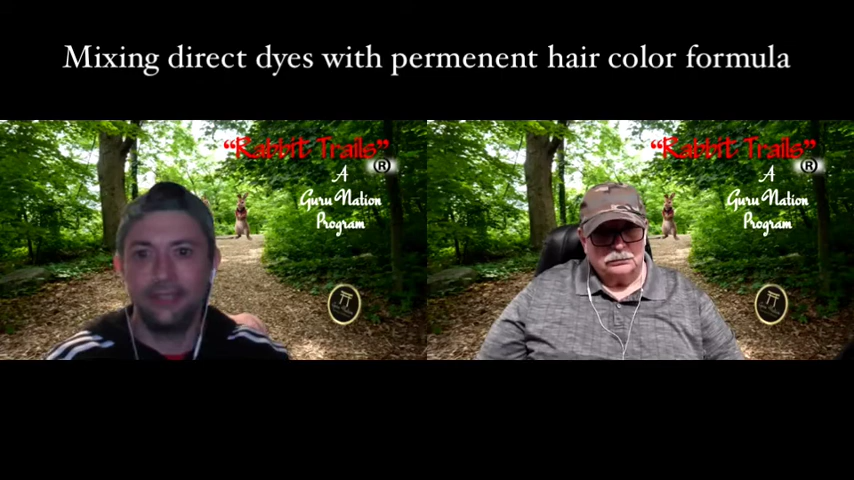 Mixing direct dyes with permenent hair color formula
"Rabbit Trails"®
A
Guru Nation
Program
"Rabbit Trails"®
A
Guru Nation
Program